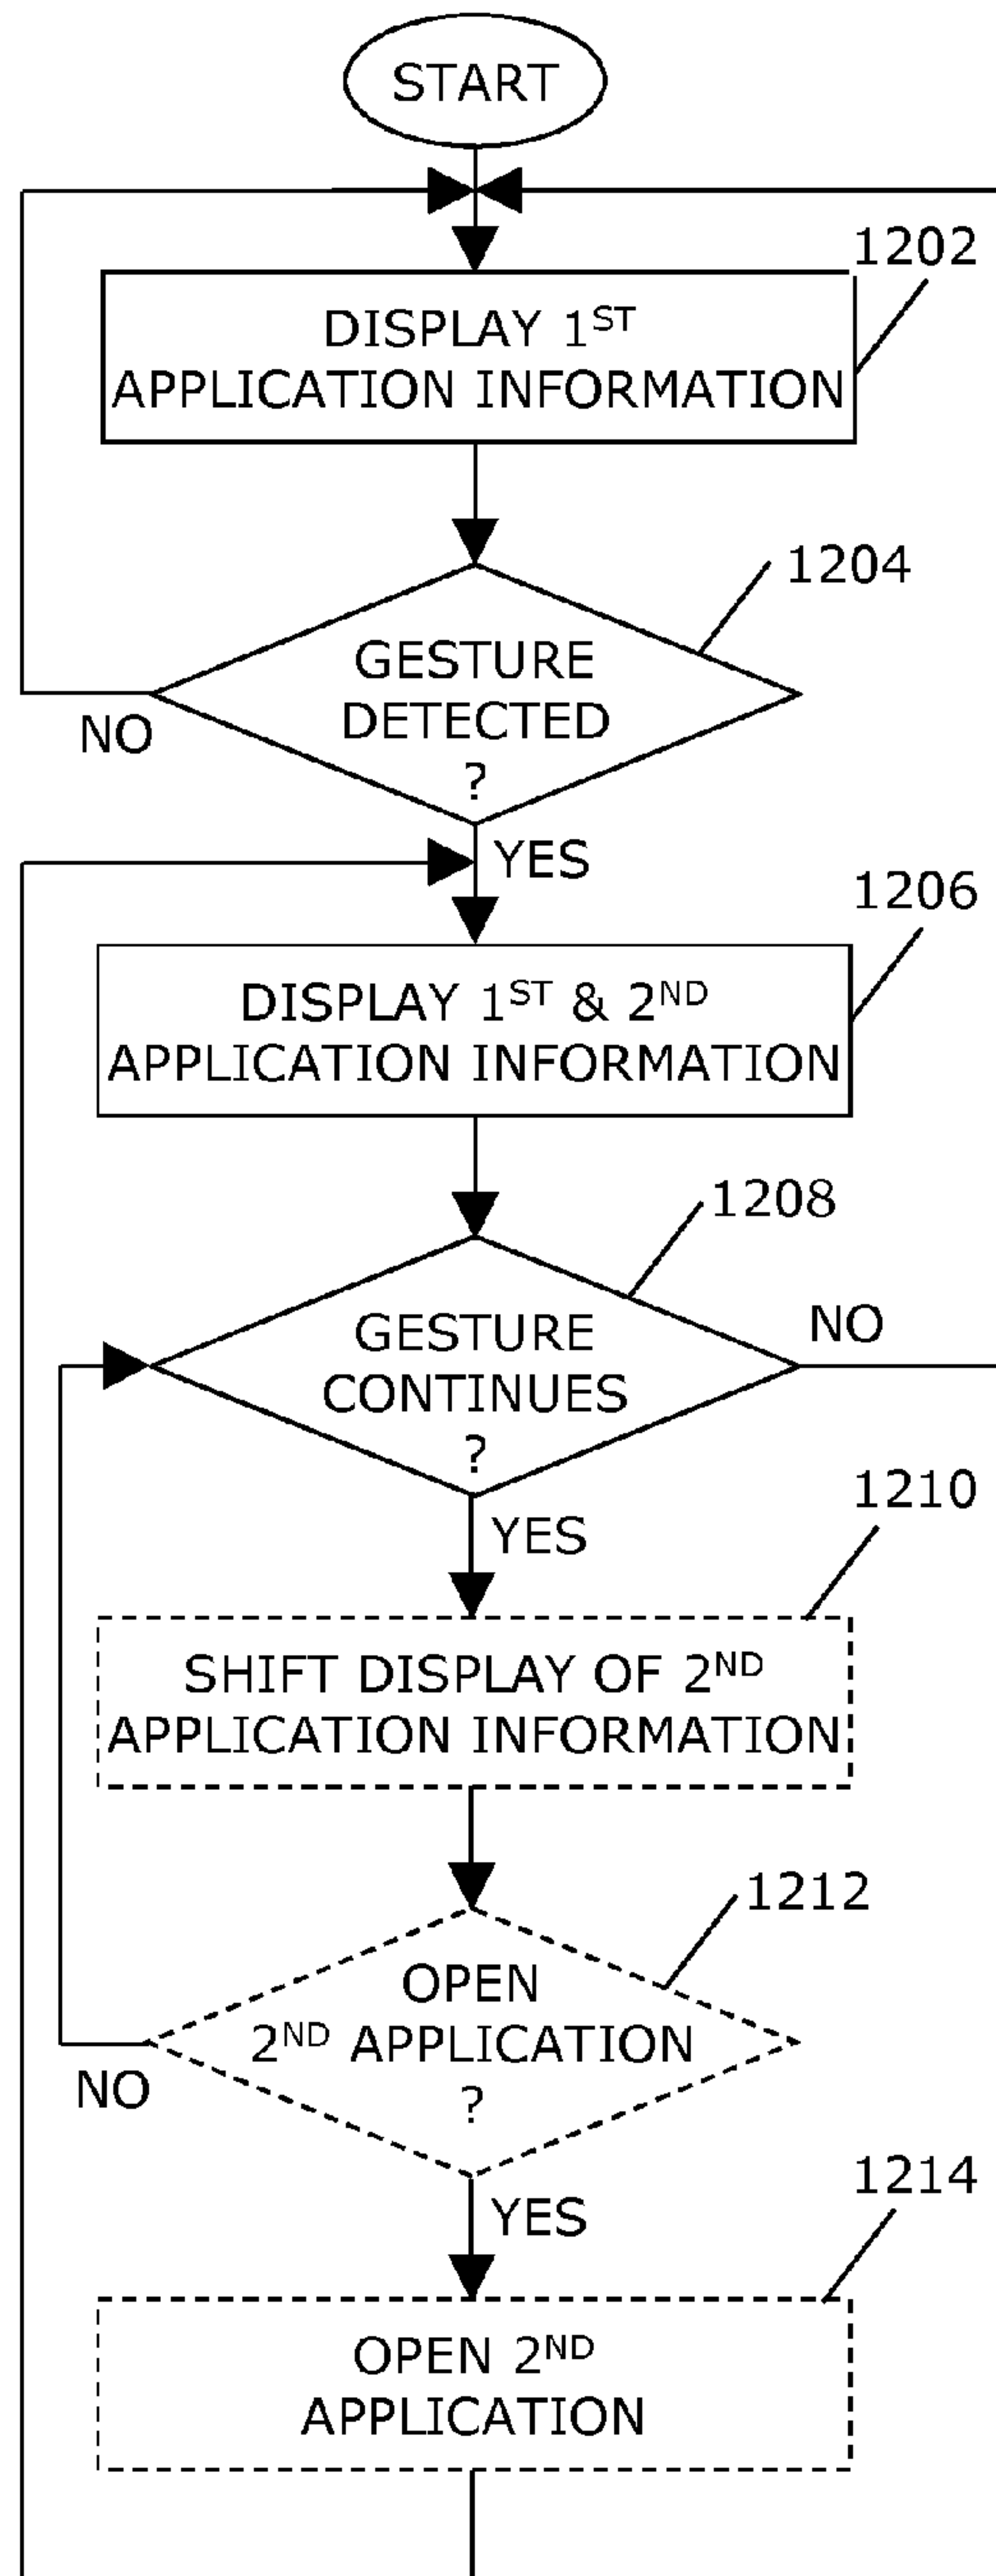 START
1202
DISPLAY 1ST
APPLICATION INFORMATION
1204
GESTURE
DETECTED
?
NO
YES
1206
DISPLAY 1ST & 2ND
APPLICATION INFORMATION
1208
GESTURE
CONTINUES
?
NO
YES
1210
SHIFT DISPLAY OF 2ND
APPLICATION INFORMATION
1212
OPEN
2ND APPLICATION
?
NO
YES
1214
OPEN 2ND
APPLICATION